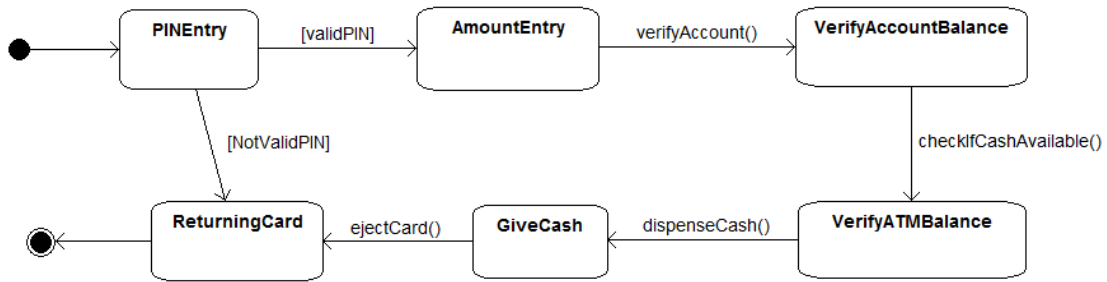 PINEntry
[validPIN]
AmountEntry
verifyAccount()
VerifyAccountBalance
[NotValidPIN]
checkIfCashAvailable()
ReturningCard
ejectCard()
GiveCash
dispenseCash()
VerifyATMBalance